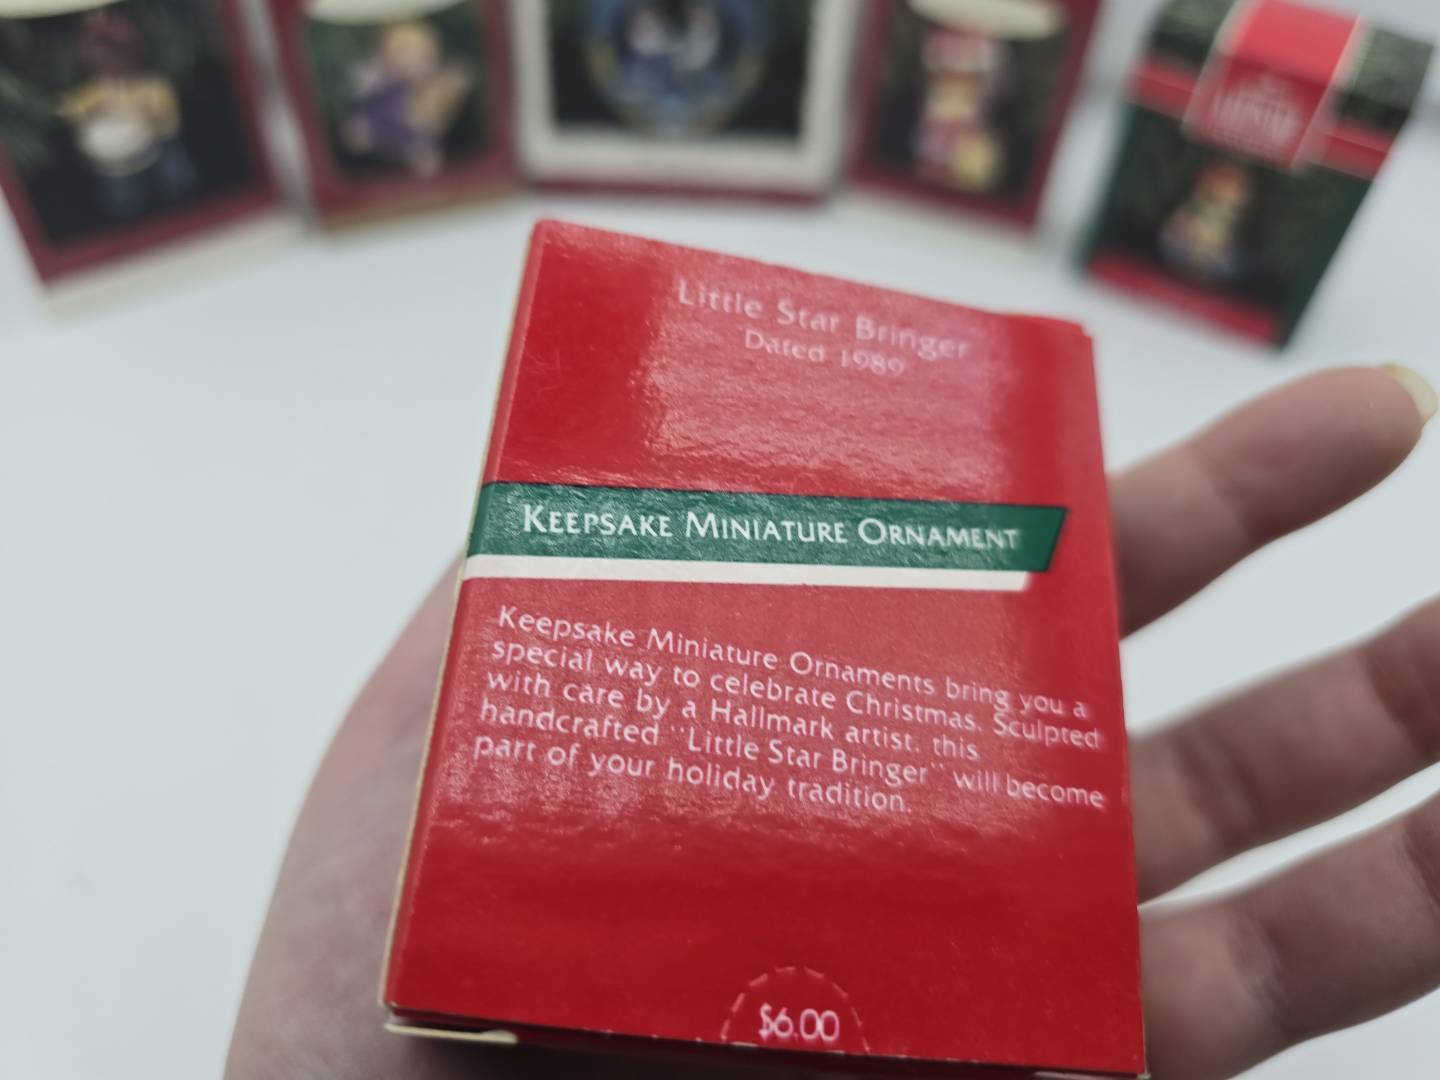 Little Star Bringer
Dated 1989
KEEPSAKE MINIATURE ORNAMENT
Keepsake Miniature Ornaments bring you a
special way to celebrate Christmas. Sculpted
with care by a Hallmark artist, this
handcrafted "Little Star Bringer" will become
part of your holiday tradition.
$6.00